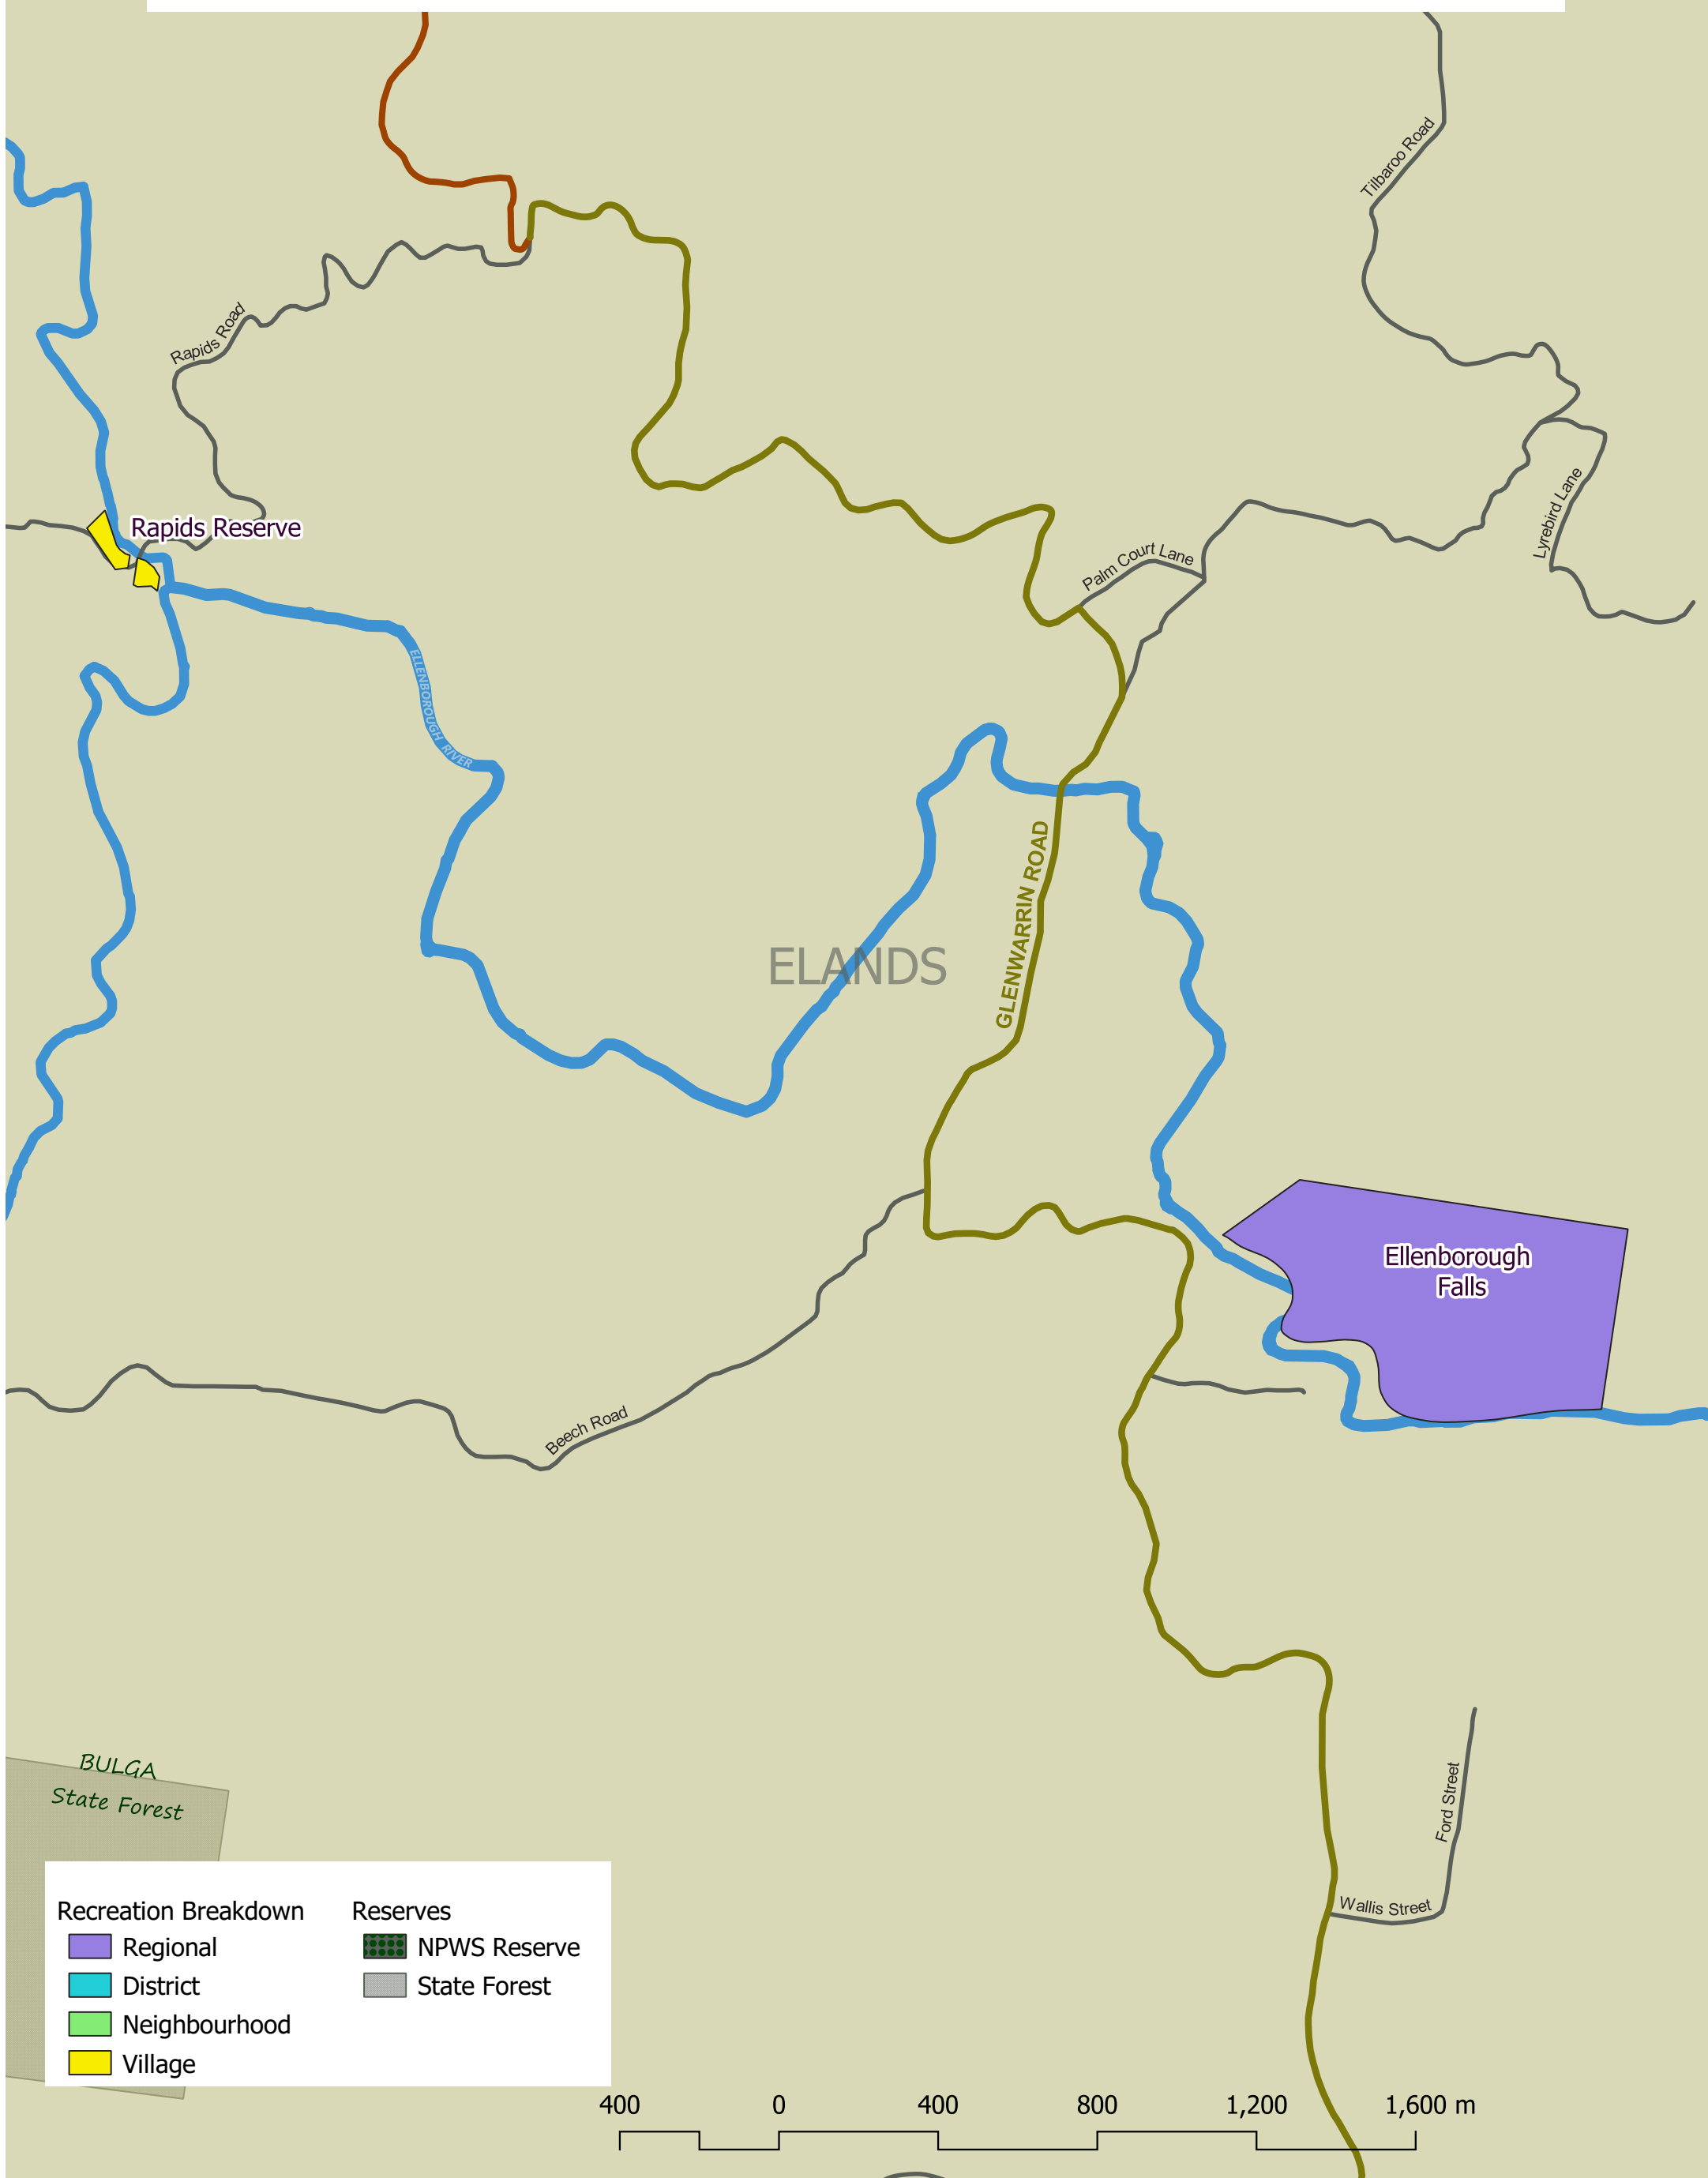 Tilbaroo Road
Rapids Road
Lyrebird Lane
Rapids Reserve
Palm Court Lane
ELLENBOROUGH RIVER
GLENWARRIN ROAD
ELANDS
Ellenborough
Falls
Beech Road
BULGA
State Forest
Ford Street
Wallis Street
Recreation Breakdown
Regional
District
Neighbourhood
Village
Reserves
NPWS Reserve
State Forest
400 0 400 800 1,200 1,600 m